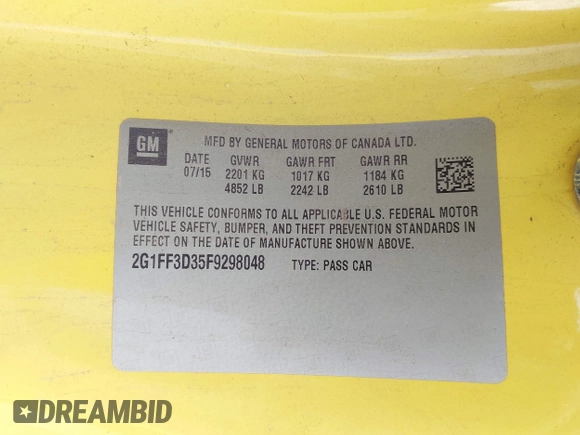 GM
MFD BY GENERAL MOTORS OF CANADA LTD.
DATE GVWR GAWR FRT GAWR RR
07/15 2201 KG 1017 KG 1184 KG
4852 LB 2242 LB 2610 LB
THIS VEHICLE CONFORMS TO ALL APPLICABLE U.S. FEDERAL MOTOR
VEHICLE SAFETY, BUMPER, AND THEFT PREVENTION STANDARDS IN
EFFECT ON THE DATE OF MANUFACTURE SHOWN ABOVE.
2G1FF3D35F9298048 TYPE: PASS CAR
DREAMBID